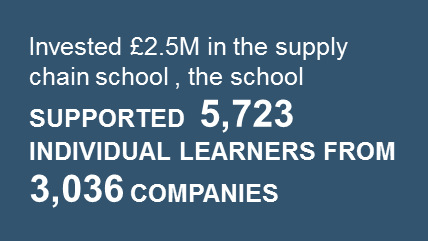 Invested £2.5M in the supply
chain school , the school
SUPPORTED 5,723
INDIVIDUAL LEARNERS FROM
3,036 COMPANIES